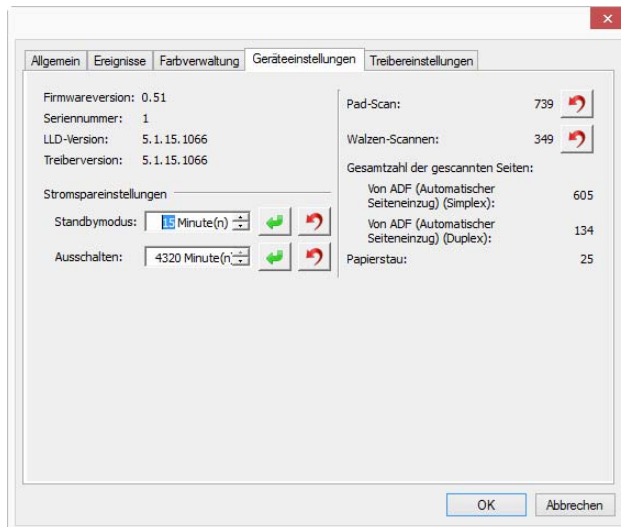 Allgemein Ereignisse Farbverwaltung Geräteeinstellungen Treibereinstellungen
Firmwareversion: 0.51
Seriennummer: 1
LLD-Version: 5.1.15.1066
Treiberversion: 5.1.15.1066
Stromspareinstellungen
Standbymodus: 15 Minute(n)
Ausschalten: 4320 Minute(n
Pad-Scan: 739
Walzen-Scannen: 349
Gesamtzahl der gescannten Seiten:
Von ADF (Automatischer
Seiteneinzug) (Simplex): 605
Von ADF (Automatischer
Seiteneinzug) (Duplex): 134
Papierstau: 25
OK Abbrechen